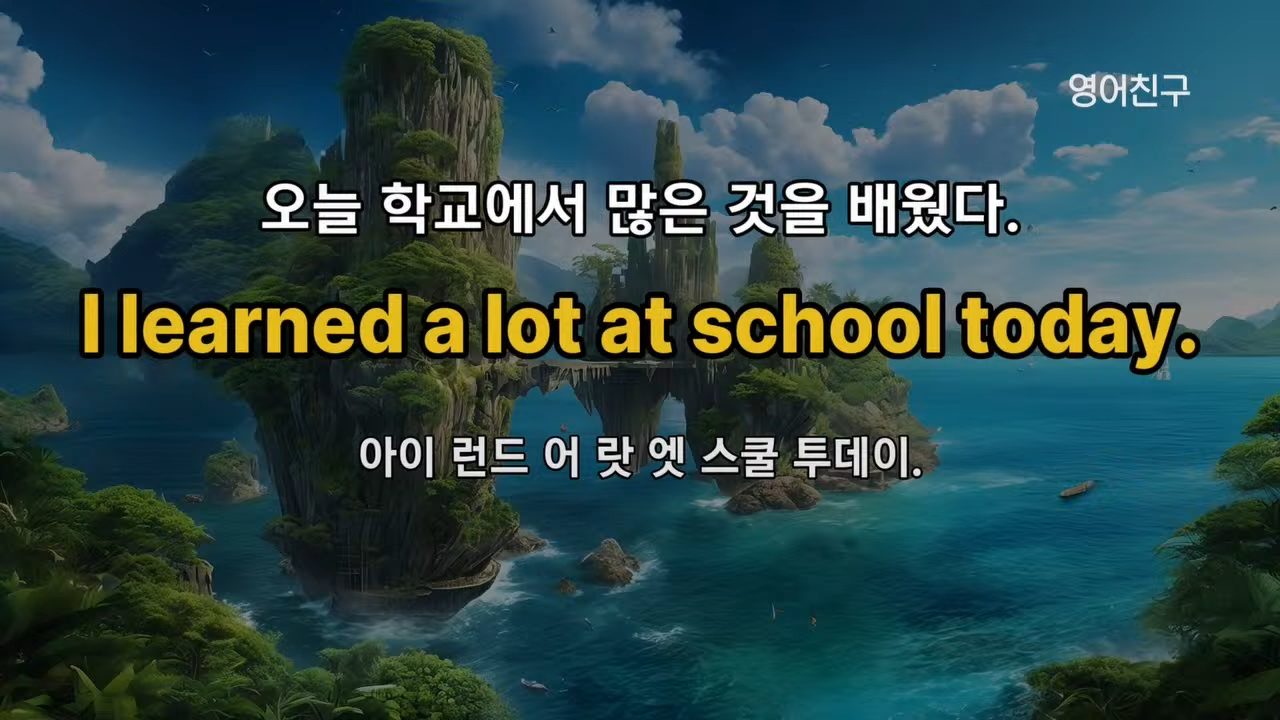 영어친구
오늘 학교에서 많은 것을 배웠다.
I learned a lot at school today.
아이 런드 어 랏 엣 스쿨 투데이.